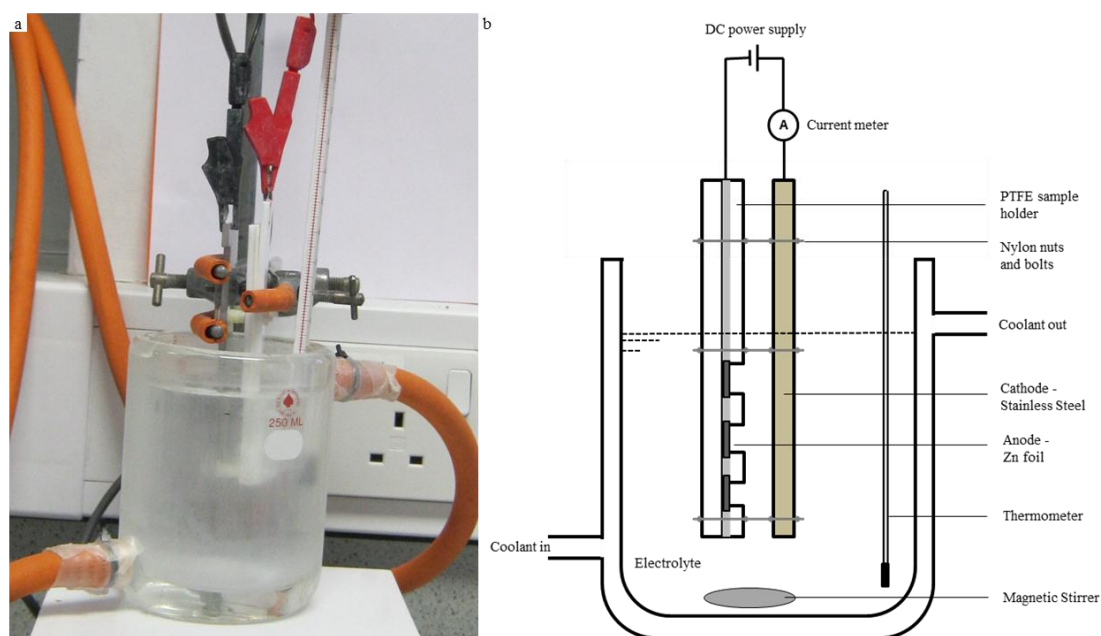 a
250 ML
b
DC power supply
A
Current meter
PTFE sample
holder
Nylon nuts
and bolts
Coolant out
Cathode -
Stainless Steel
Anode -
Zn foil
Thermometer
Coolant in
Electrolyte
Magnetic Stirrer